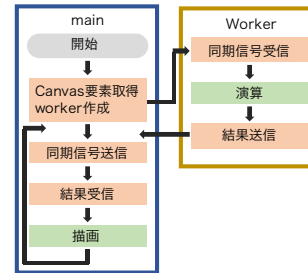 main
開始
Canvas要素取得
worker作成
同期信号送信
結果受信
描画
Worker
同期信号受信
演算
結果送信